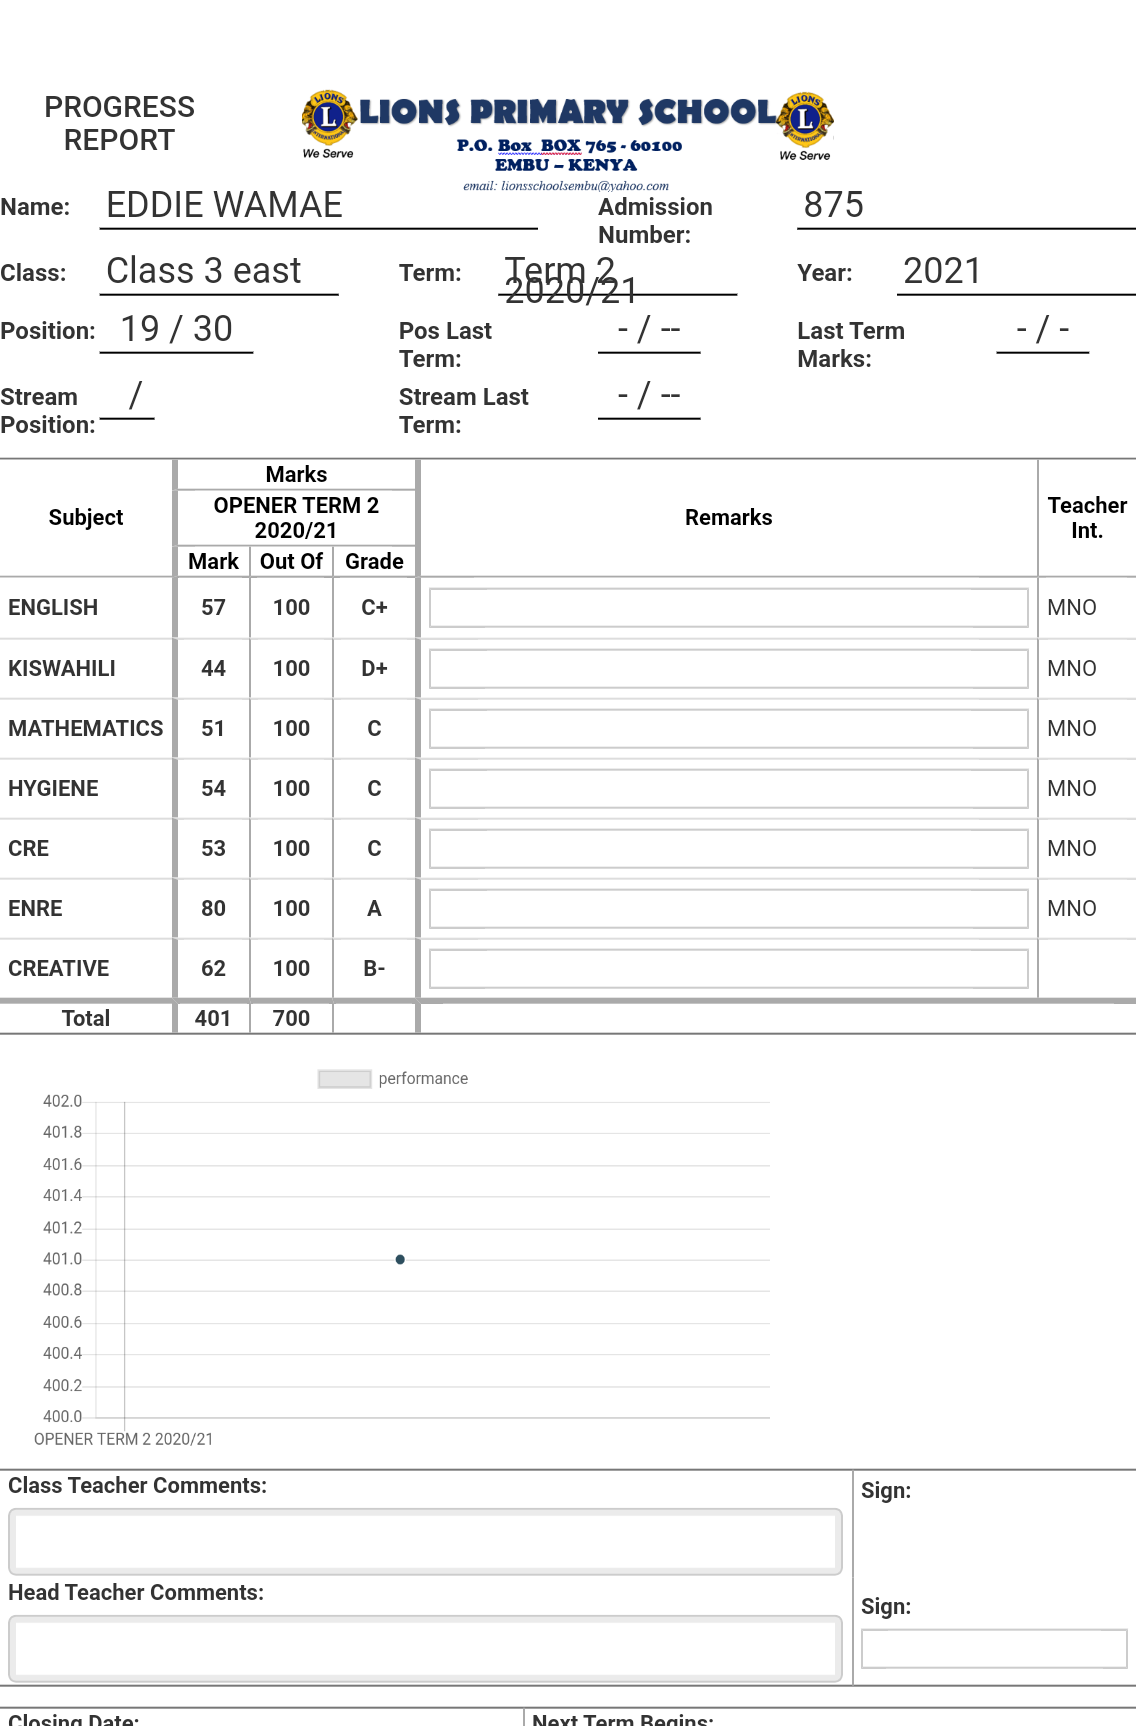 PROGRESS
REPORT
LIONS PRIMARY SCHOOL
P.O. Box BOX 765 - 60100
EMBU – KENYA
email: lionsschoolsembu@yahoo.com
LIONS
L
INTERNATIONAL
We Serve
LIONS
L
INTERNATIONAL
We Serve
Name: EDDIE WAMAE Admission Number: 875
Class: Class 3 east Term: Term 2 2020/21 Year: 2021
Position: 19 / 30 Pos Last Term: - / -- Last Term Marks: - / -
Stream Position: / Stream Last Term: - / --
Subject Marks Remarks Teacher Int.
OPENER TERM 2 2020/21
Mark Out Of Grade
ENGLISH 57 100 C+ MNO
KISWAHILI 44 100 D+ MNO
MATHEMATICS 51 100 C MNO
HYGIENE 54 100 C MNO
CRE 53 100 C MNO
ENRE 80 100 A MNO
CREATIVE 62 100 B-
Total 401 700
performance
402.0
401.8
401.6
401.4
401.2
401.0
400.8
400.6
400.4
400.2
400.0
OPENER TERM 2 2020/21
Class Teacher Comments: Sign:
Head Teacher Comments: Sign:
Closing Date: Next Term Begins: